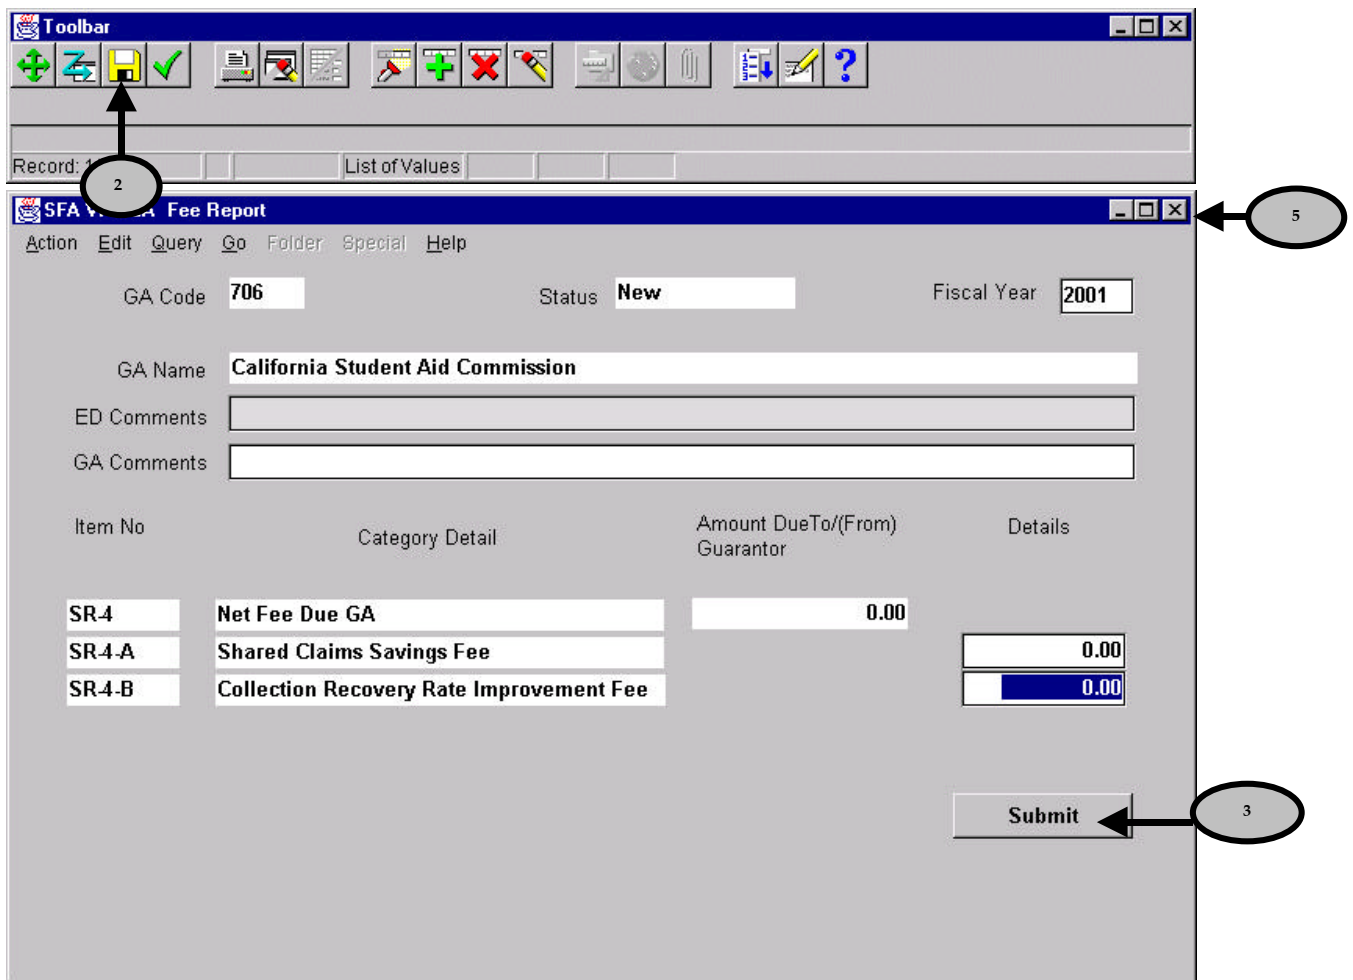 Toolbar
Record: 1
List of Values
2
SFA V
A Fee Report
5
Action Edit Query Go Folder Special Help
GA Code 706 Status New Fiscal Year 2001
GA Name California Student Aid Commission
ED Comments
GA Comments
Item No Category Detail Amount DueTo/(From) Guarantor Details
SR-4 Net Fee Due GA 0.00
SR-4-A Shared Claims Savings Fee 0.00
SR-4-B Collection Recovery Rate Improvement Fee 0.00
Submit 3